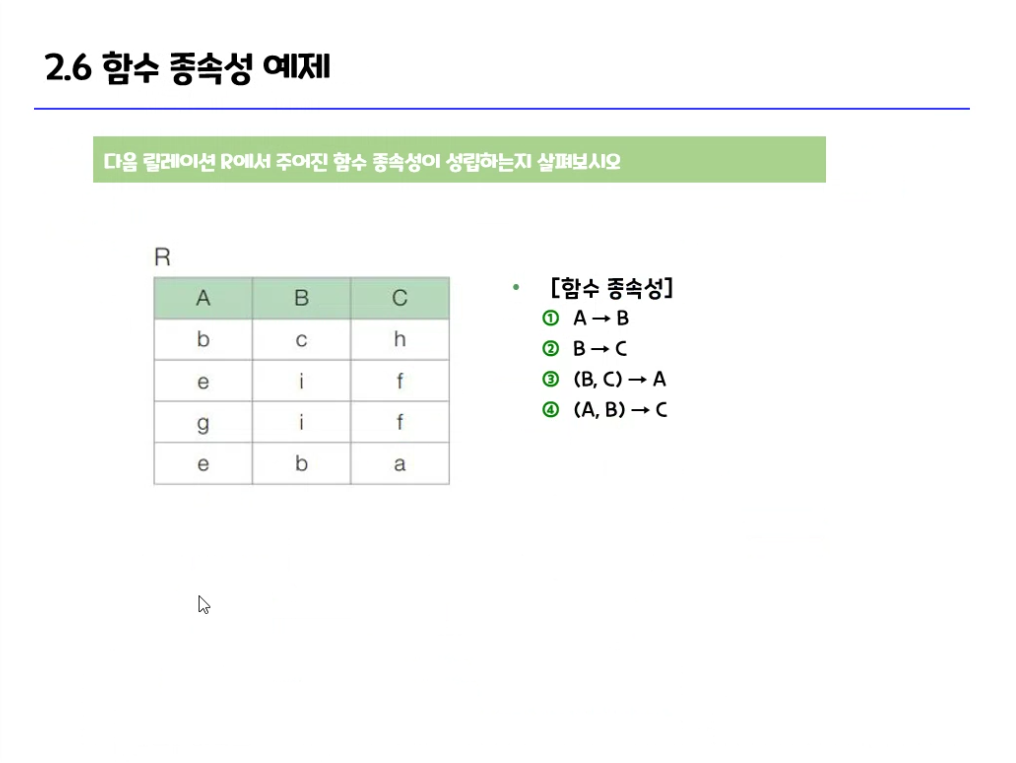 2.6 함수 종속성 예제
다음 릴레이션 R에서 주어진 함수 종속성이 성립하는지 살펴보시오
R
A B C
b c h
e i f
g i f
e b a
• [함수 종속성]
① A → B
② B → C
③ (B, C) → A
④ (A, B) → C